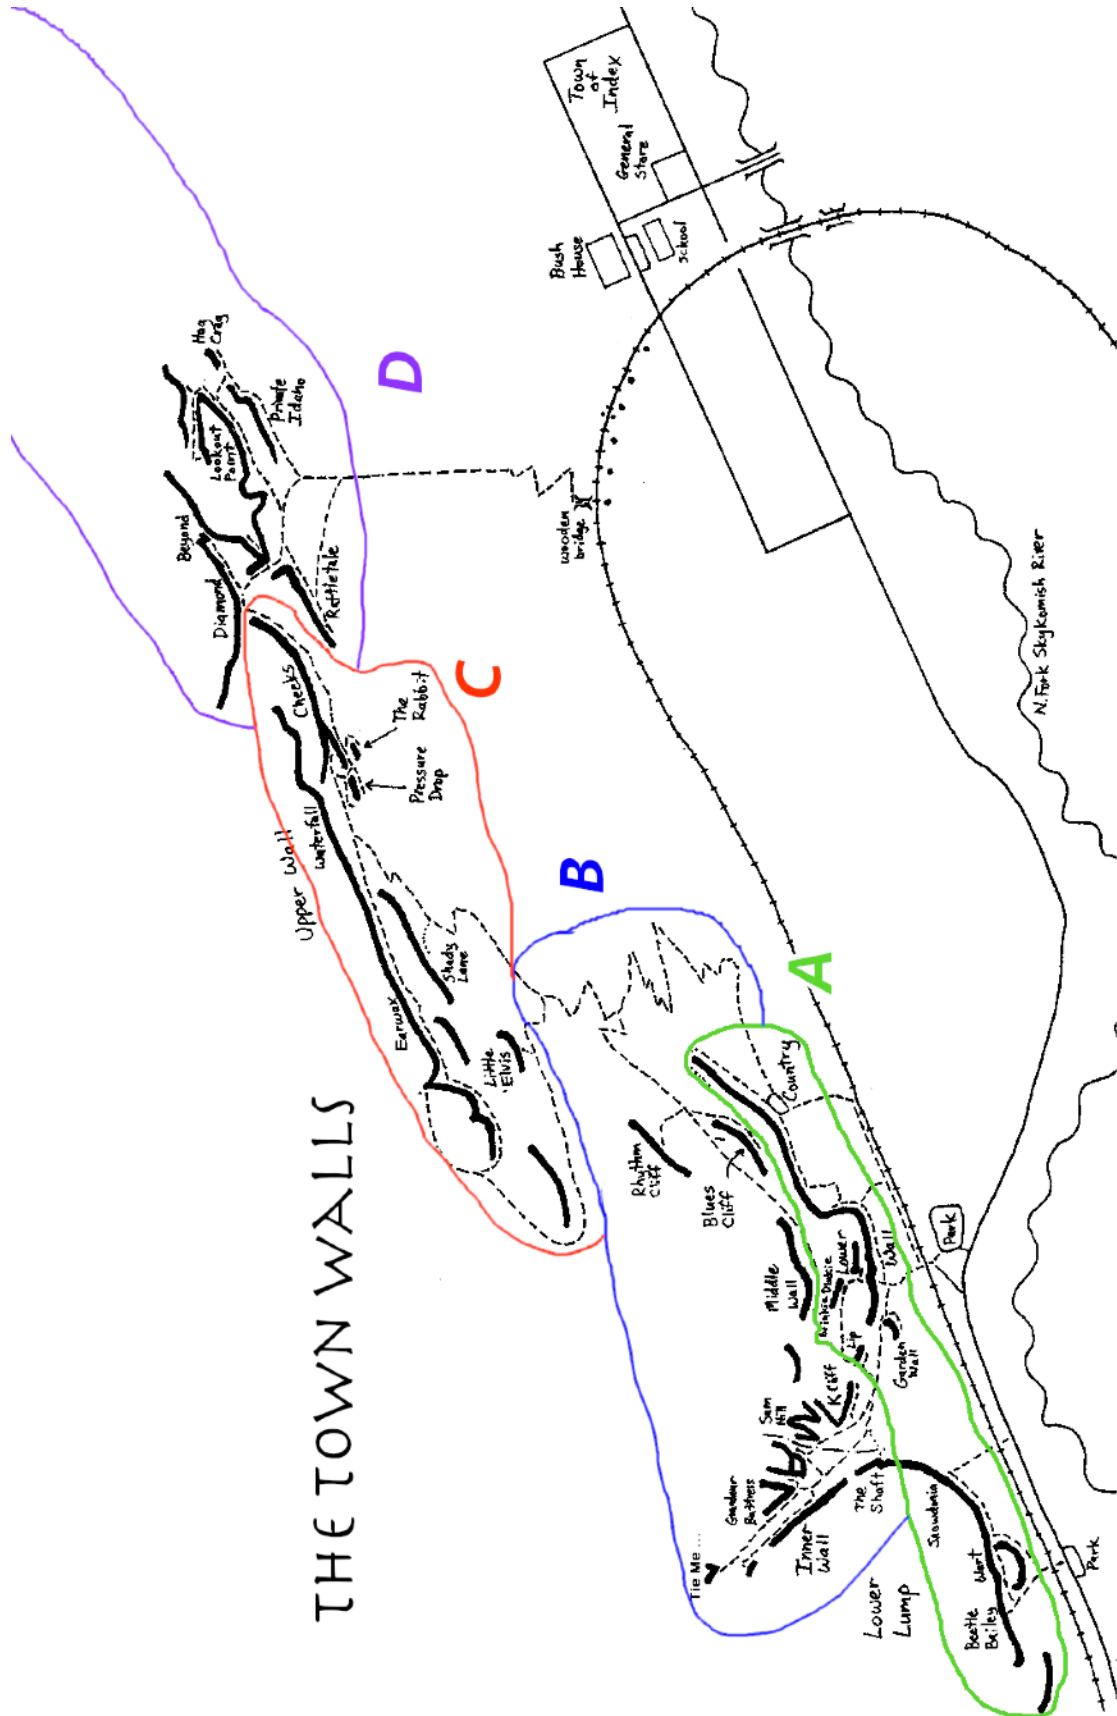 THE TOWN WALLS
Tie Me ...
Inner
Wall
Lower
Lump
Beetle
Bailey
Wart
Park
Snowdonia
The
Shaft
Buttress
Sam
Hill
K Cliff
Lip
Garden
Wall
Middle
Wall
Lower
Wall
Park
Blues
Cliff
Rhythm
Cliff
Country
A
B
Little
Elvis
Earwax
Shady
Lane
Upper Wall
Waterfall
Pressure
Drop
The
Rabbit
Cheeks
C
Diamond
Beyond
Rattletale
Lookout
Point
Private
Idaho
Hag
Crag
D
wooden
bridge
Bush
House
School
General
Store
Town
of
Index
N. Fork Skykomish River